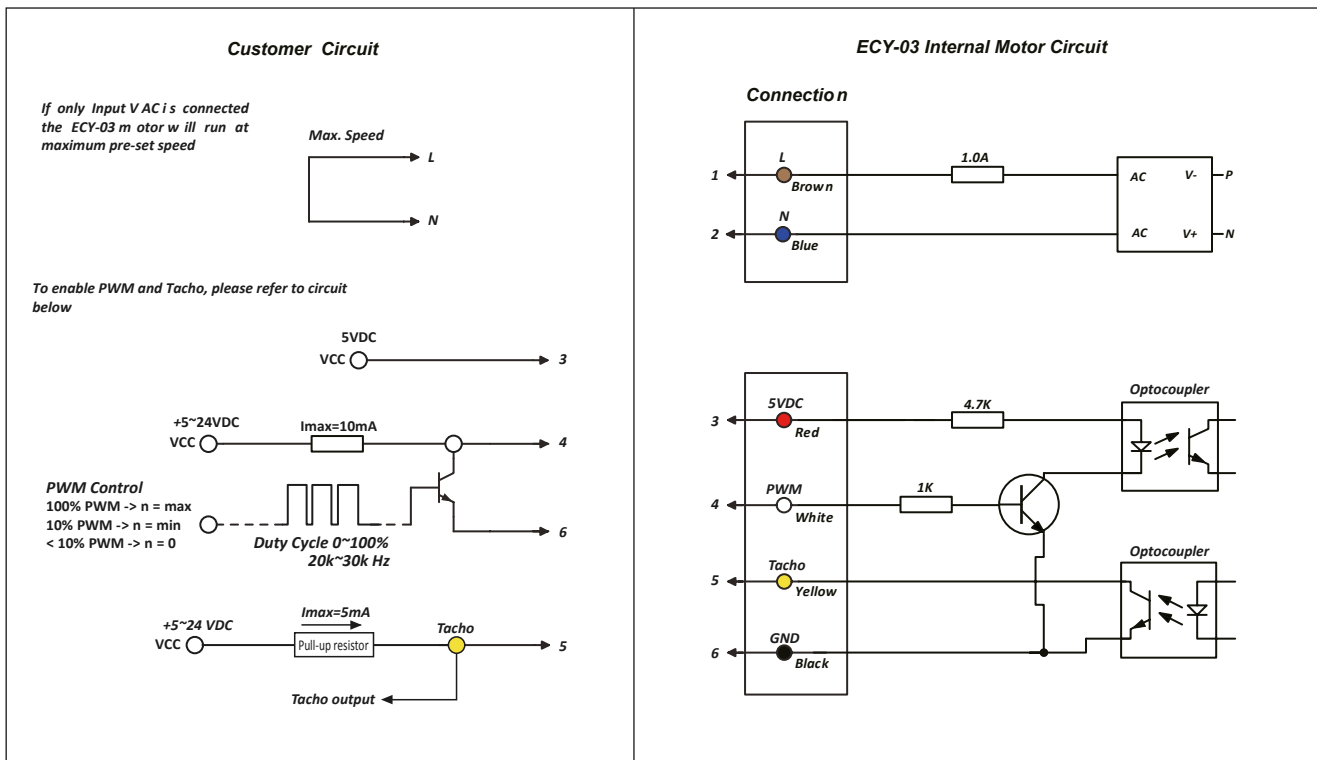 Customer Circuit
If only Input V AC i s connected
the ECY-03 m otor w ill run at
maximum pre-set speed
Max. Speed
L
N
To enable PWM and Tacho, please refer to circuit
below
5VDC
VCC
3
+5~24VDC
VCC
Imax=10mA
4
PWM Control
100% PWM -> n = max
10% PWM -> n = min
< 10% PWM -> n = 0
Duty Cycle 0~100%
20k~30k Hz
6
+5~24 VDC
VCC
Imax=5mA
Pull-up resistor
Tacho
5
Tacho output
ECY-03 Internal Motor Circuit
Connection
1
L
Brown
1.0A
AC
V-
P
2
N
Blue
AC
V+
N
3
5VDC
Red
4.7K
Optocoupler
4
PWM
White
1K
5
Tacho
Yellow
Optocoupler
6
GND
Black